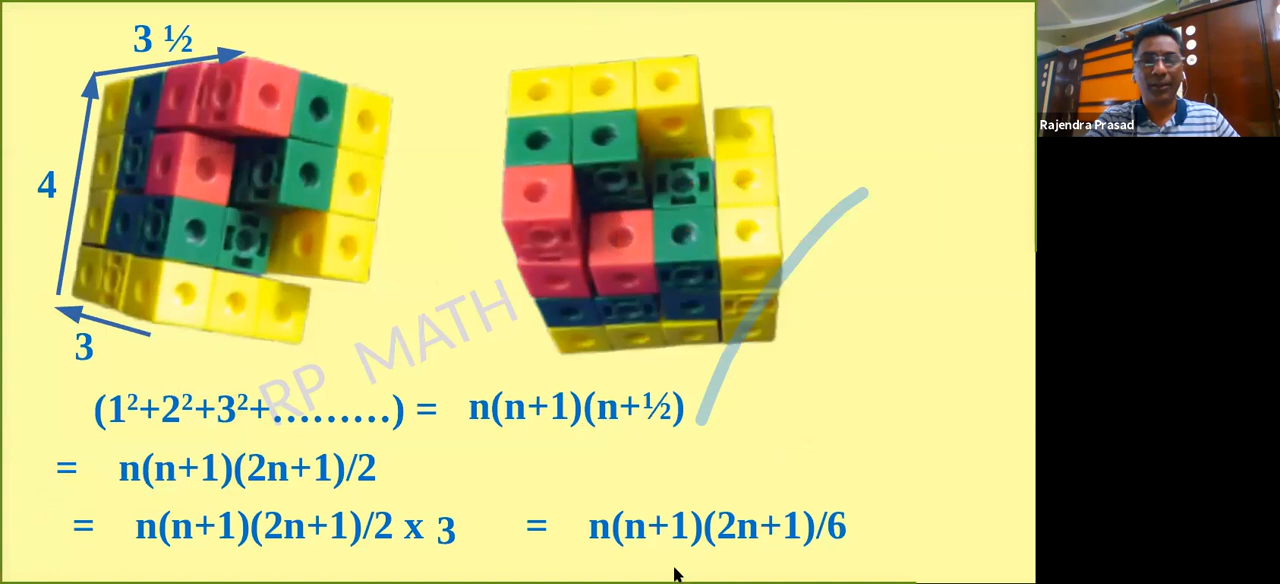 3 ½
4
3
Rajendra Prasad
RP MATH
(1²+2²+3²+………) = n(n+1)(n+½)
= n(n+1)(2n+1)/2
= n(n+1)(2n+1)/2 x 3 = n(n+1)(2n+1)/6